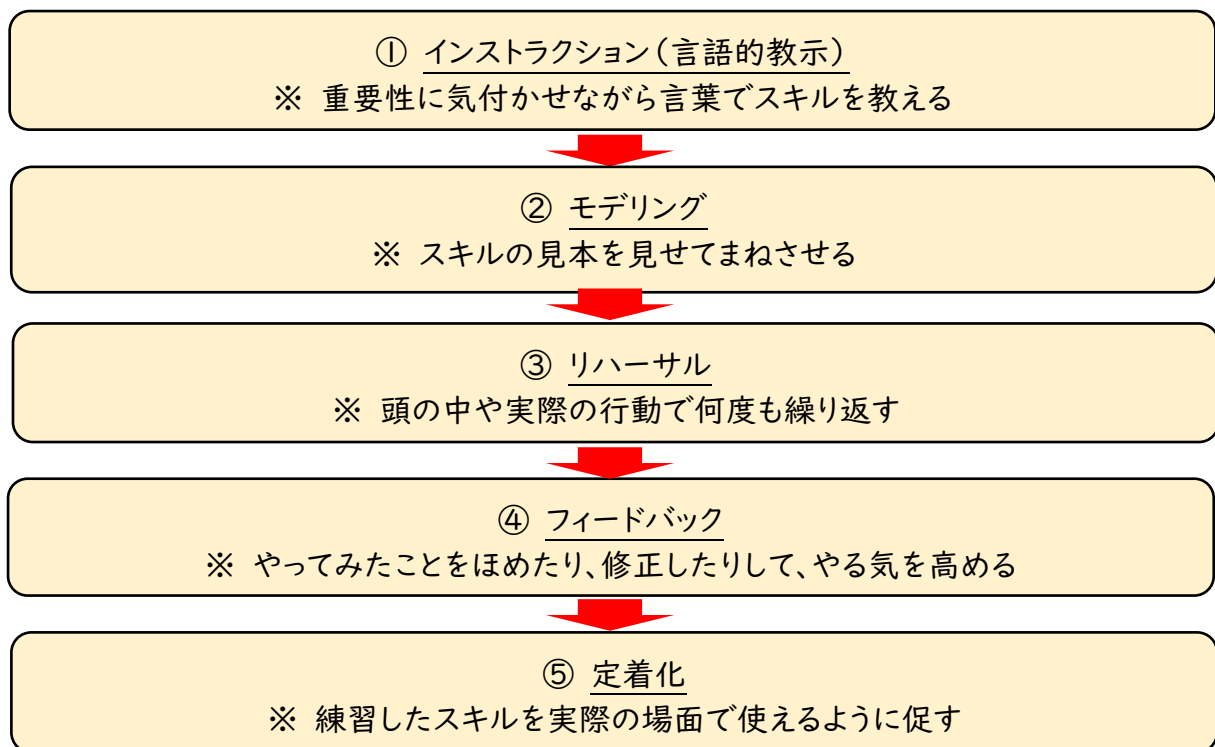 ① インストラクション（言語的教示）
※ 重要性に気付かせながら言葉でスキルを教える
② モデリング
※ スキルの見本を見せてまねさせる
③ リハーサル
※ 頭の中や実際の行動で何度も繰り返す
④ フィードバック
※ やってみたことをほめたり、修正したりして、やる気を高める
⑤ 定着化
※ 練習したスキルを実際の場面で使えるように促す